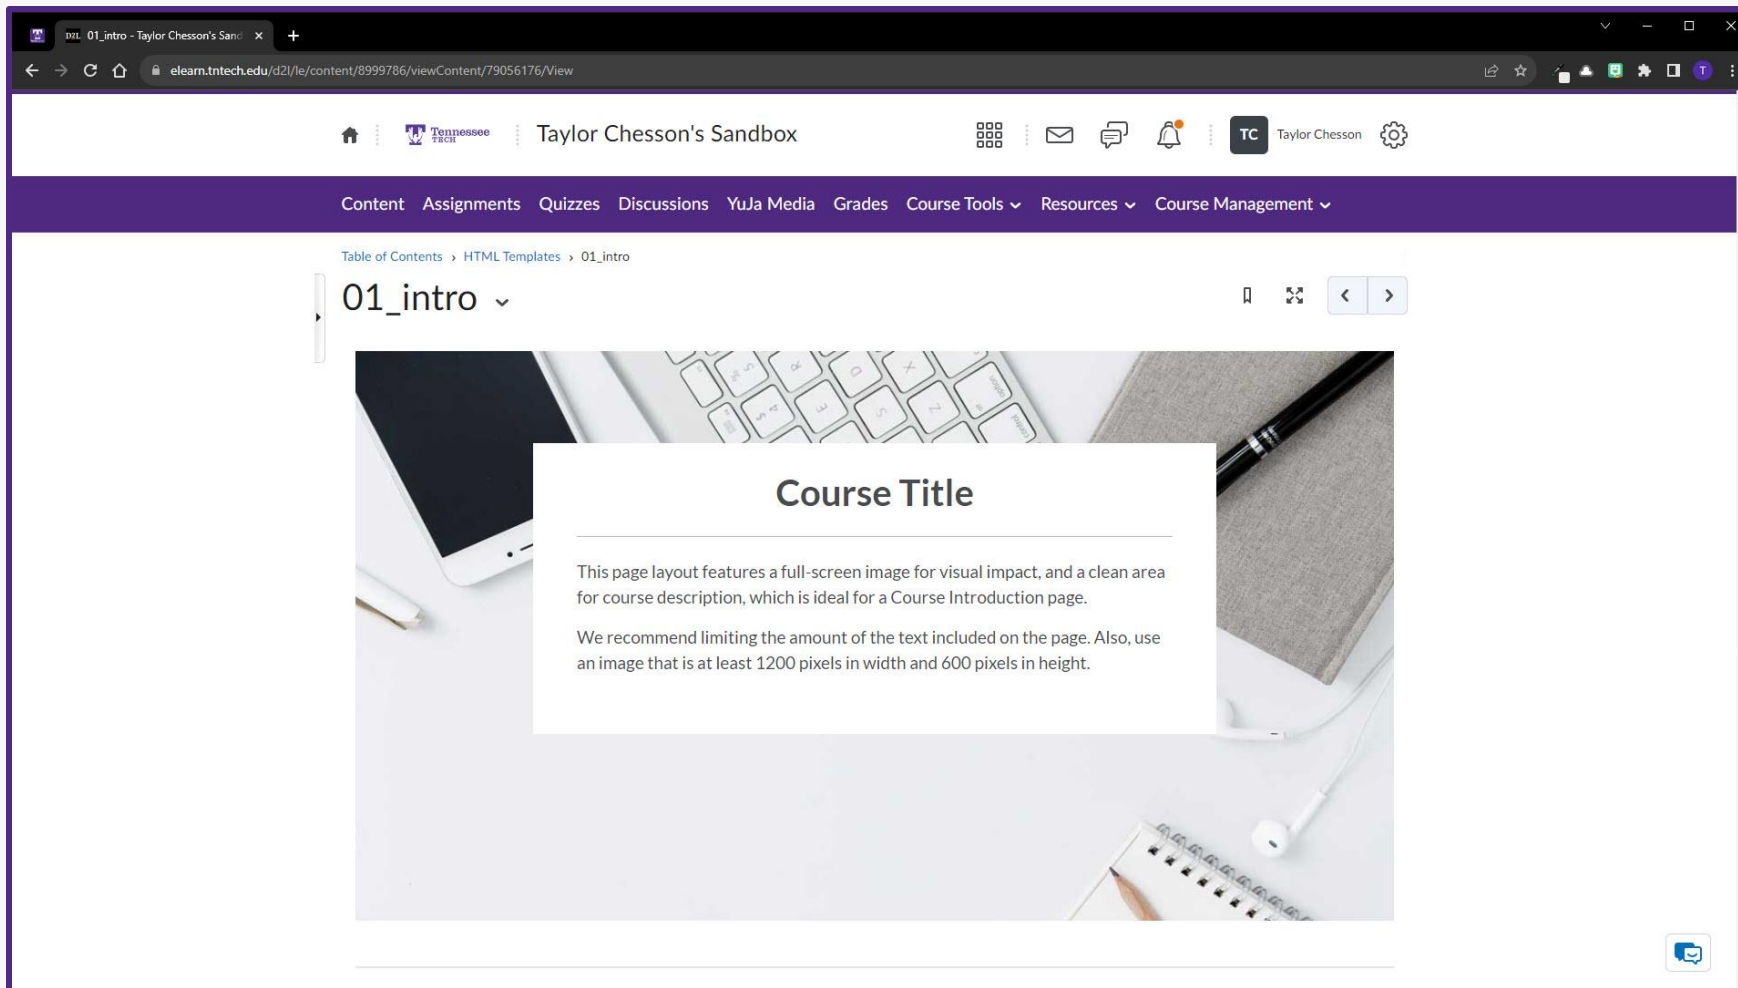 D2L 01_intro - Taylor Chesson's Sand
elearn.tntech.edu/d2l/le/content/8999786/viewContent/79056176/View
T
Tennessee
TECH
Taylor Chesson's Sandbox
TC Taylor Chesson
Content Assignments Quizzes Discussions YuJa Media Grades Course Tools Resources Course Management
Table of Contents › HTML Templates › 01_intro
01_intro
option
control
Course Title
This page layout features a full-screen image for visual impact, and a clean area
for course description, which is ideal for a Course Introduction page.
We recommend limiting the amount of the text included on the page. Also, use
an image that is at least 1200 pixels in width and 600 pixels in height.